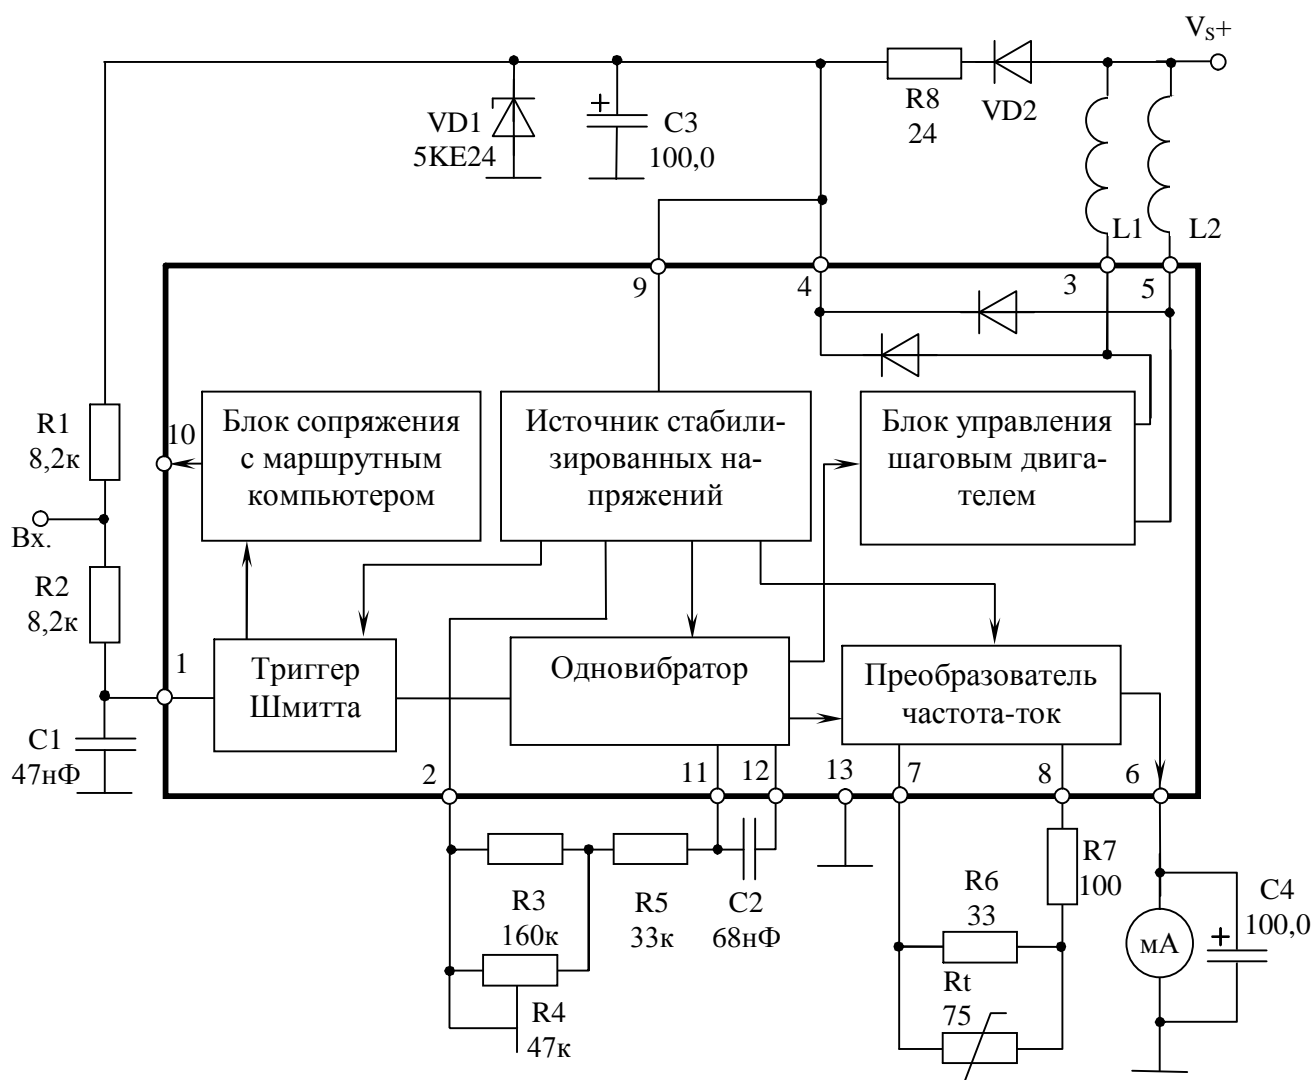 V_S+
R8
24
VD2
VD1
5KE24
C3
100,0
L1
L2
9
4
3
5
R1
8,2к
10
Блок сопряжения
с маршрутным
компьютером
Источник стабили-
зированных на-
пряжений
Блок управления
шаговым двига-
телем
Вх.
R2
8,2к
1
Триггер
Шмитта
Одновибратор
Преобразователь
частота-ток
C1
47нФ
2
11
12
13
7
8
6
R3
160к
R5
33к
C2
68нФ
R6
33
R7
100
C4
100,0
мА
R4
47к
Rt
75